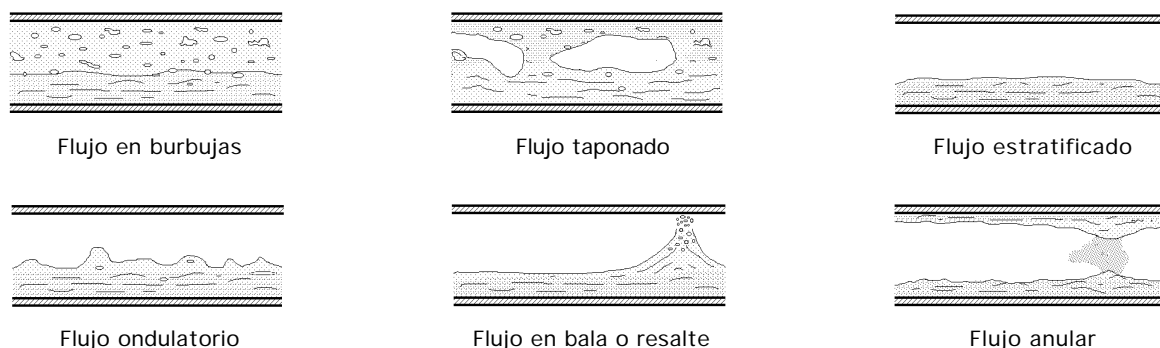 Flujo en burbujas
Flujo taponado
Flujo estratificado
Flujo ondulatorio
Flujo en bala o resalte
Flujo anular